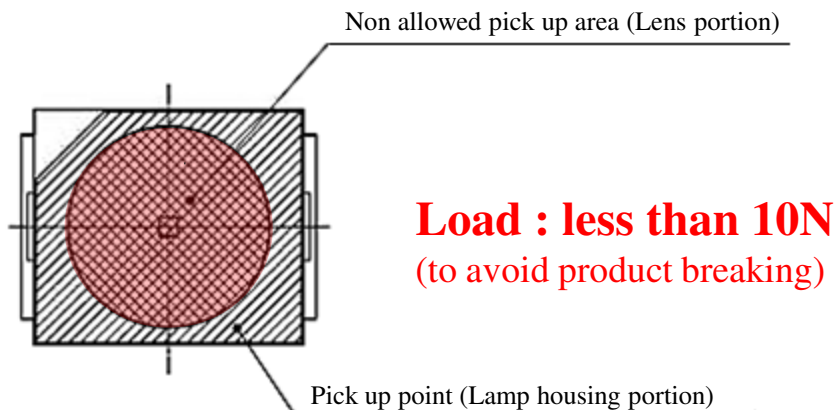 Non allowed pick up area (Lens portion)
Load : less than 10N
(to avoid product breaking)
Pick up point (Lamp housing portion)